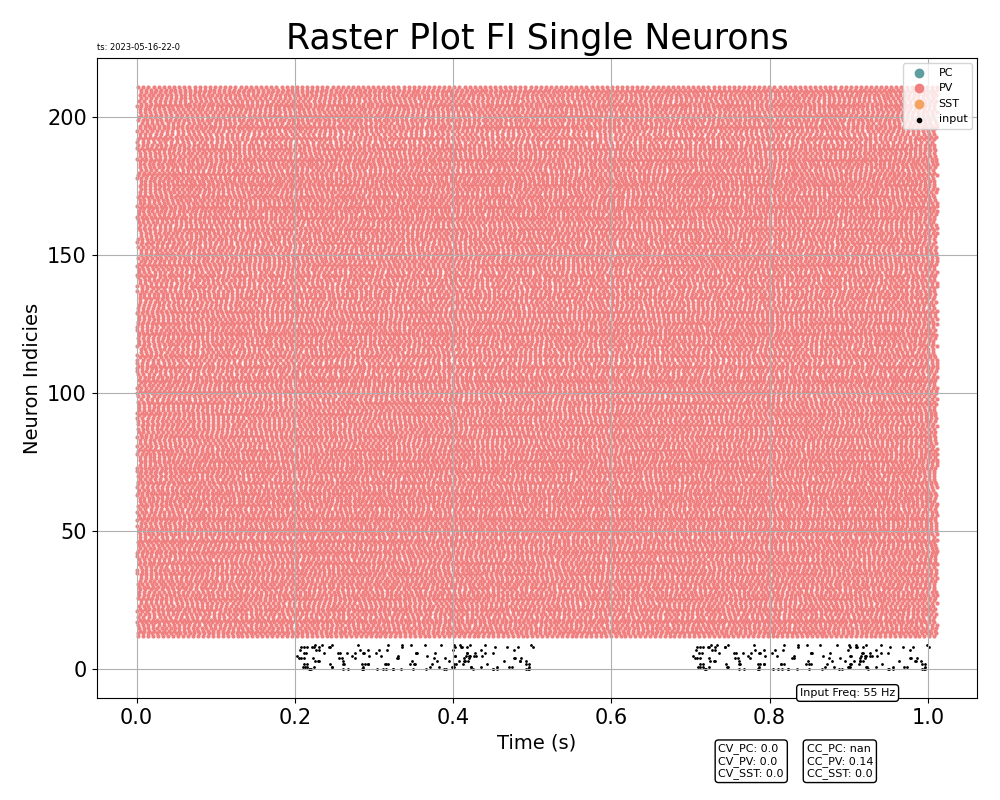 Raster Plot FI Single Neurons
ts: 2023-05-16-22-0
PC
PV
SST
input
200
150
100
50
0
Neuron Indicies
0.0 0.2 0.4 0.6 0.8 1.0
Time (s)
Input Freq: 55 Hz
CV_PC: 0.0
CV_PV: 0.0
CV_SST: 0.0
CC_PC: nan
CC_PV: 0.14
CC_SST: 0.0